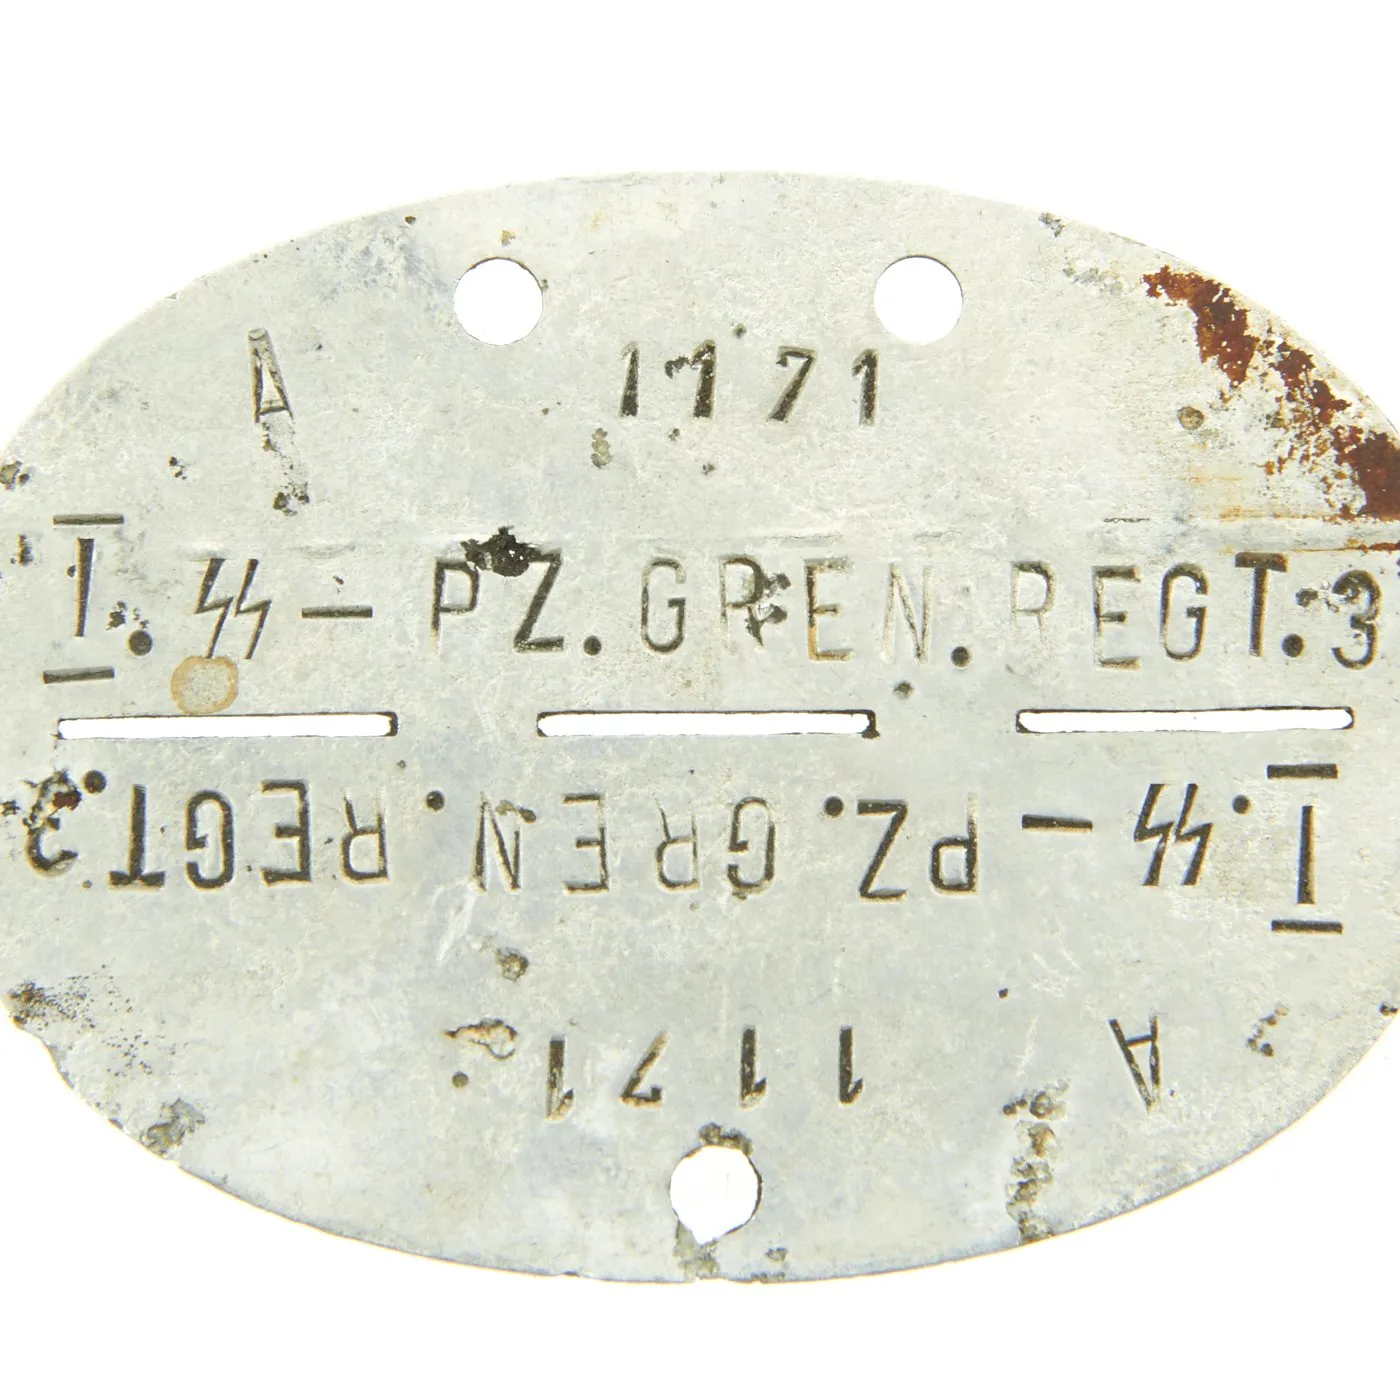 A 1171
I. ᛋᛋ - PZ. GREN. REGT. 3
I. ᛋᛋ - PZ. GREN. REGT. 3
A 1171